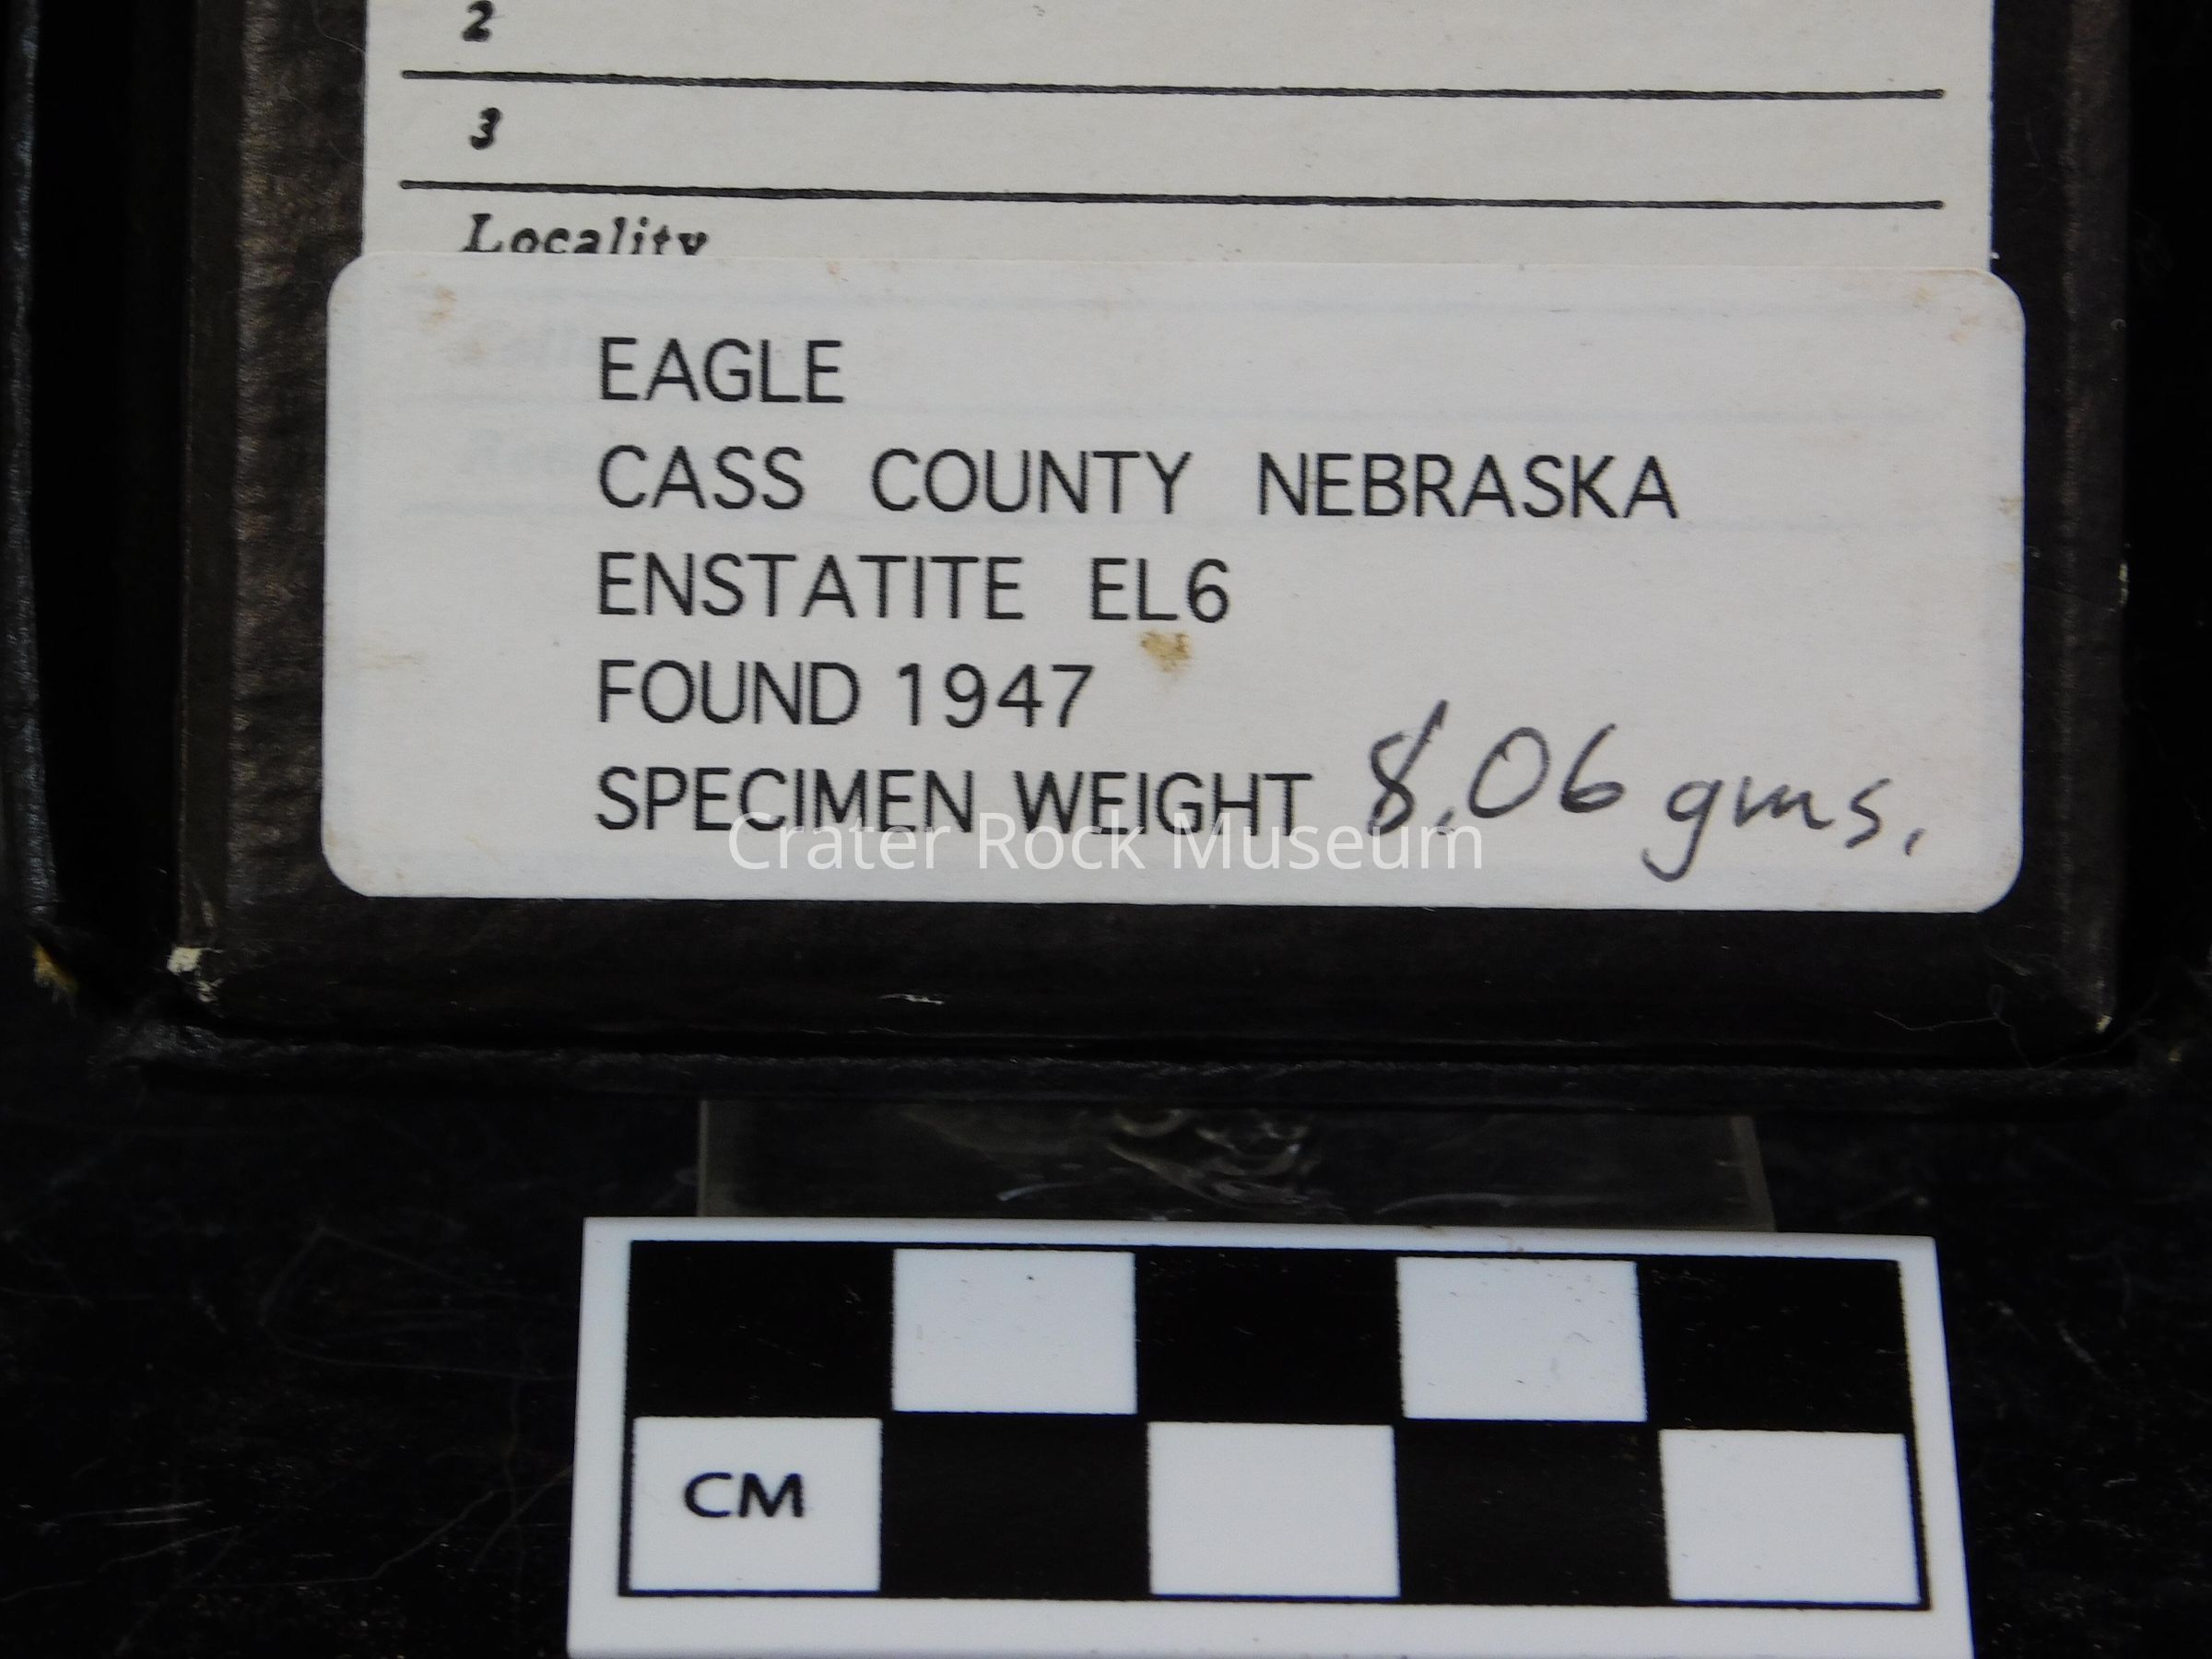 2
3
Locality
EAGLE
CASS COUNTY NEBRASKA
ENSTATITE EL6
FOUND 1947
SPECIMEN WEIGHT 8.06 gms.
Crater Rock Museum
CM